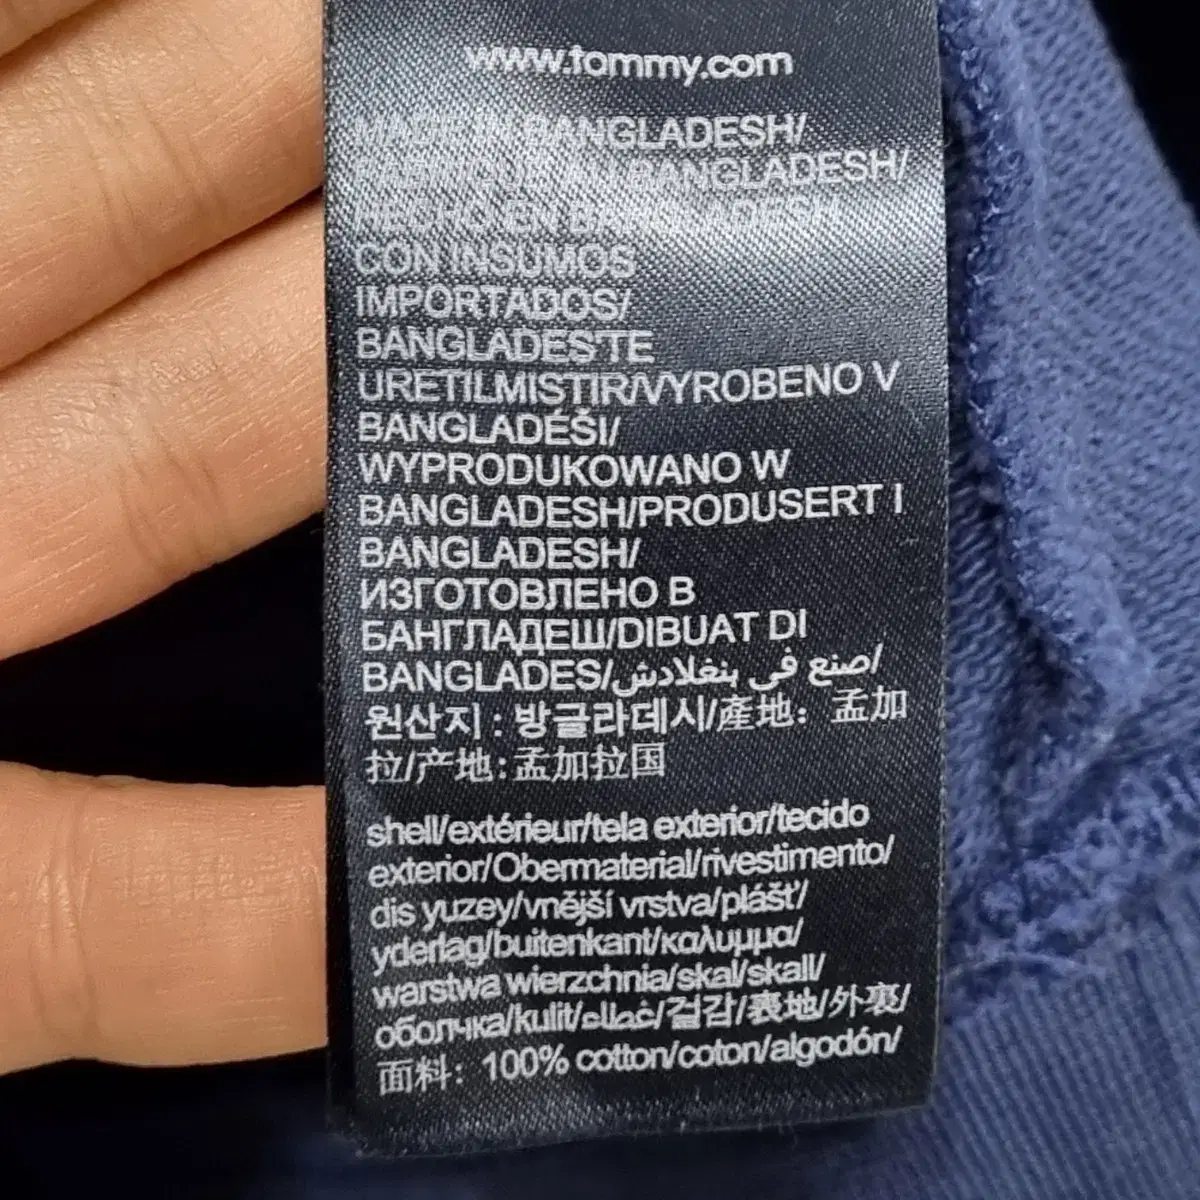 www.tommy.com
MADE IN BANGLADESH/
FABRIQUÉ AU BANGLADESH/
HECHO EN BANGLADESH
CON INSUMOS
IMPORTADOS/
BANGLADES'TE
URETILMISTIR/VYROBENO V
BANGLADÉŠI/
WYPRODUKOWANO W
BANGLADESH/PRODUSERT I
BANGLADESH/
ИЗГОТОВЛЕНО В
БАНГЛАДЕШ/DIBUAT DI
BANGLADES/صنع في بنغلادش/
원산지 : 방글라데시/產地：孟加
拉/产地:孟加拉国
shell/extérieur/tela exterior/tecido
exterior/Obermaterial/rivestimento/
dis yuzey/vnější vrstva/plášť/
yderlag/buitenkant/καλυμμα/
warstwa wierzchnia/skal/skall/
оболчка/kulit/غطاء/겉감/表地/外裏/
面料：100% cotton/coton/algodón/